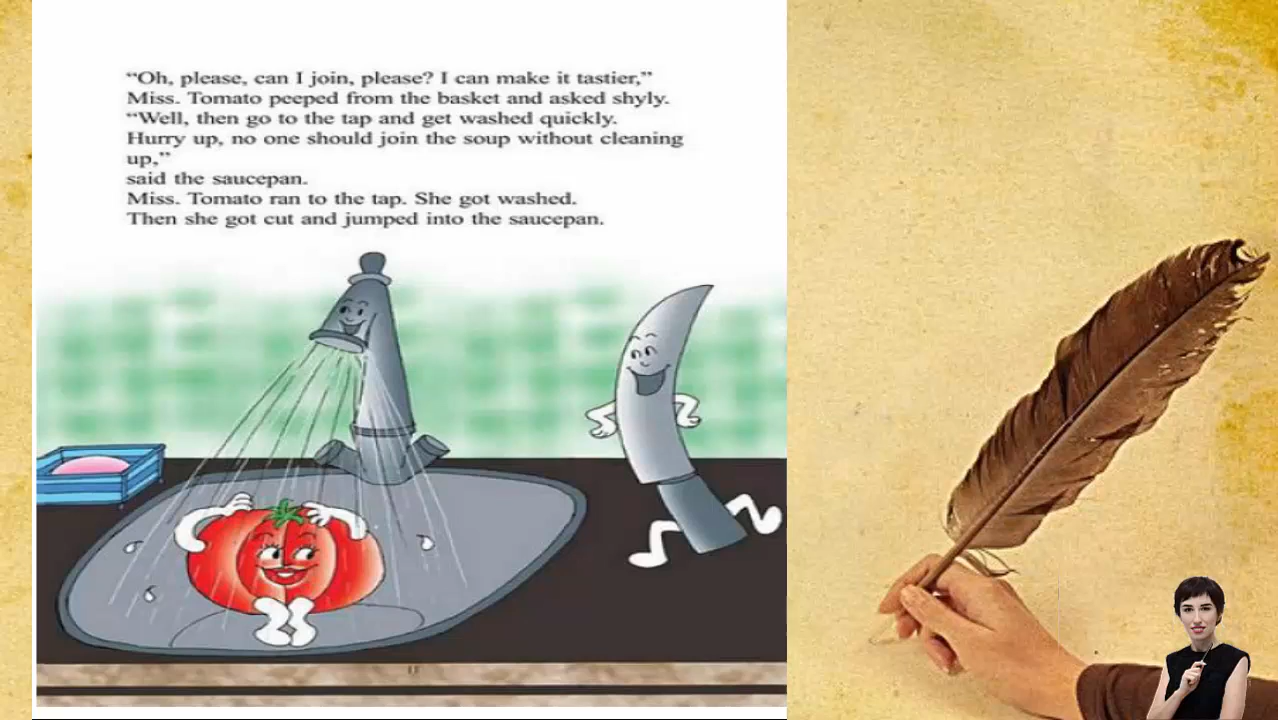 “Oh, please, can I join, please? I can make it tastier,”
Miss. Tomato peeped from the basket and asked shyly.
“Well, then go to the tap and get washed quickly.
Hurry up, no one should join the soup without cleaning
up,”
said the saucepan.
Miss. Tomato ran to the tap. She got washed.
Then she got cut and jumped into the saucepan.